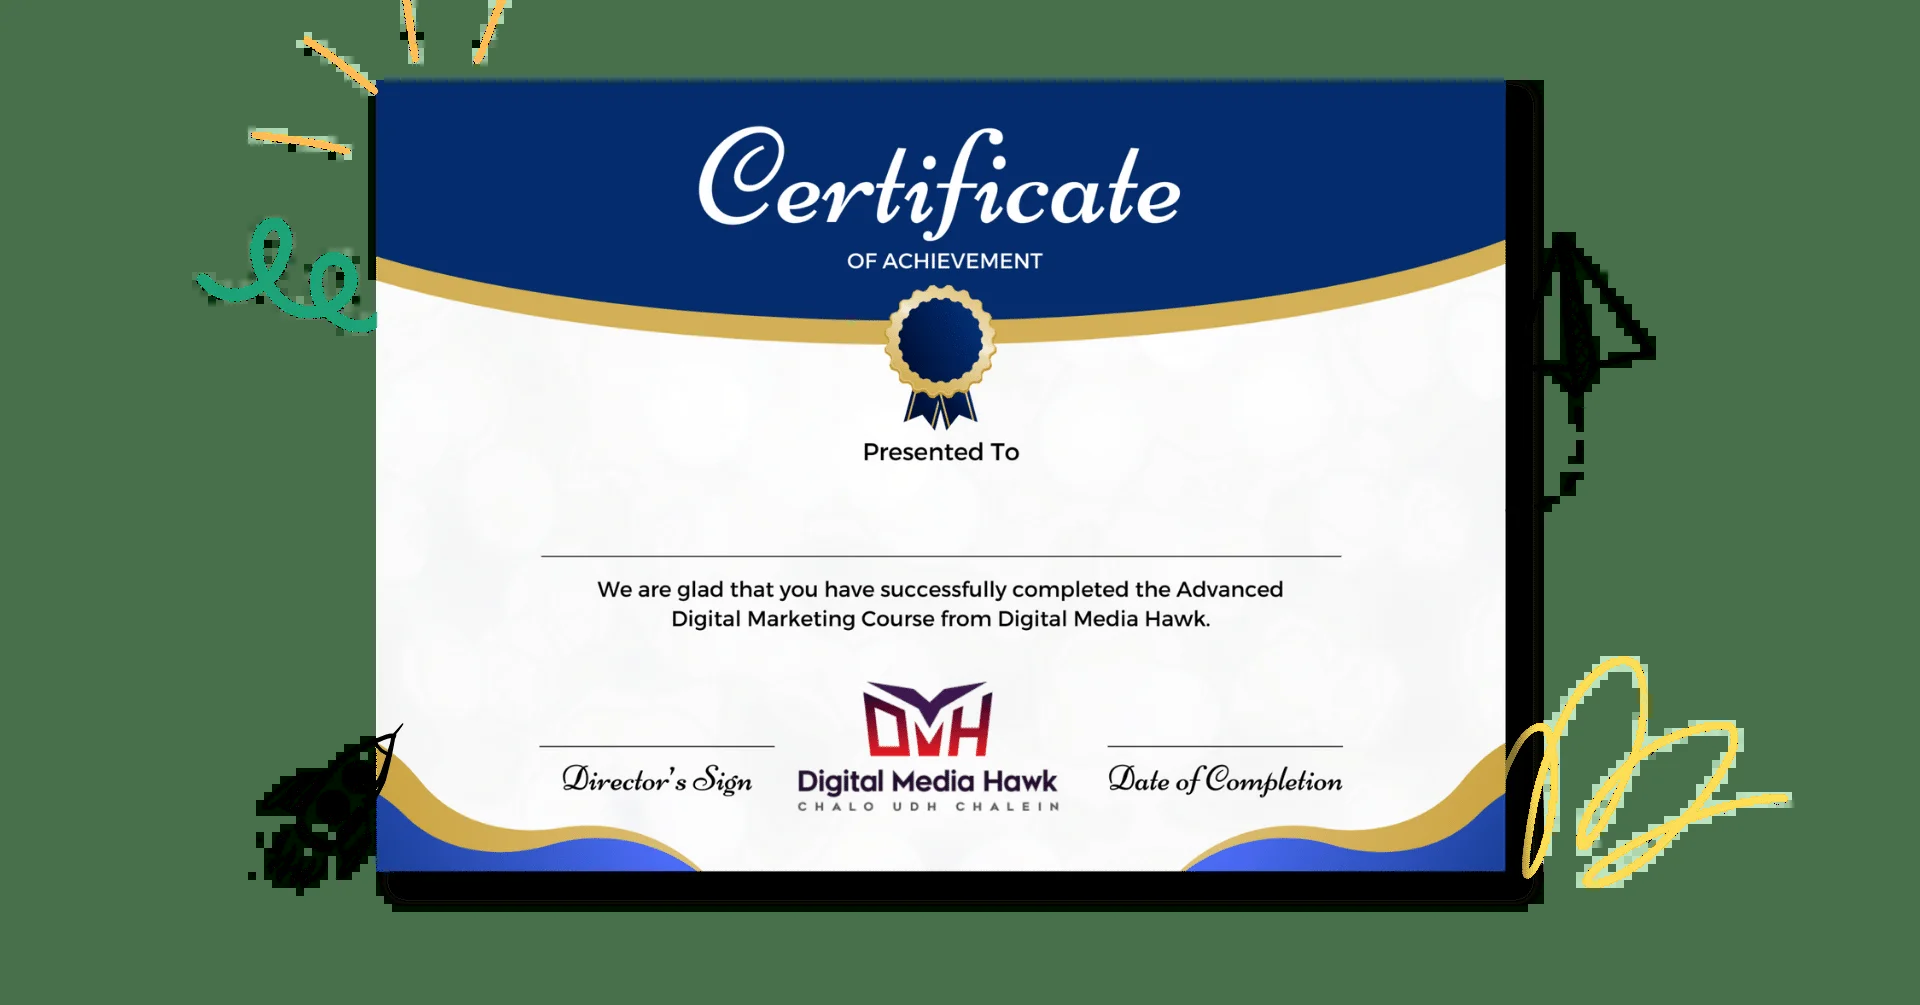 Certificate
OF ACHIEVEMENT
Presented To
We are glad that you have successfully completed the Advanced
Digital Marketing Course from Digital Media Hawk.
DMH
Director's Sign
Digital Media Hawk
CHALO UDH CHALEIN
Date of Completion